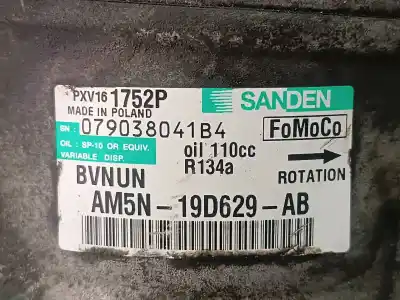 PXV16 1752P
SANDEN
MADE IN POLAND
SN: 079038041B4
FoMoCo
OIL: SP-10 OR EQUIV.
VARIABLE DISP.
oil 110cc
R134a
BVNUN
ROTATION
AM5N-19D629-AB